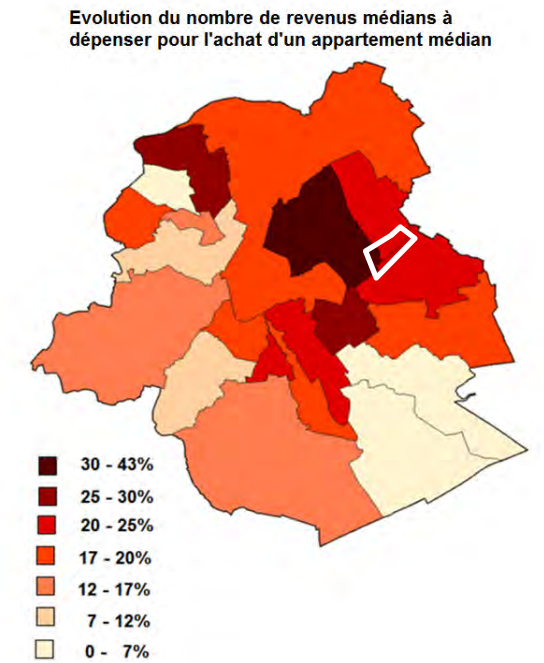 Evolution du nombre de revenus médians à
dépenser pour l'achat d'un appartement médian
30 - 43%
25 - 30%
20 - 25%
17 - 20%
12 - 17%
7 - 12%
0 - 7%